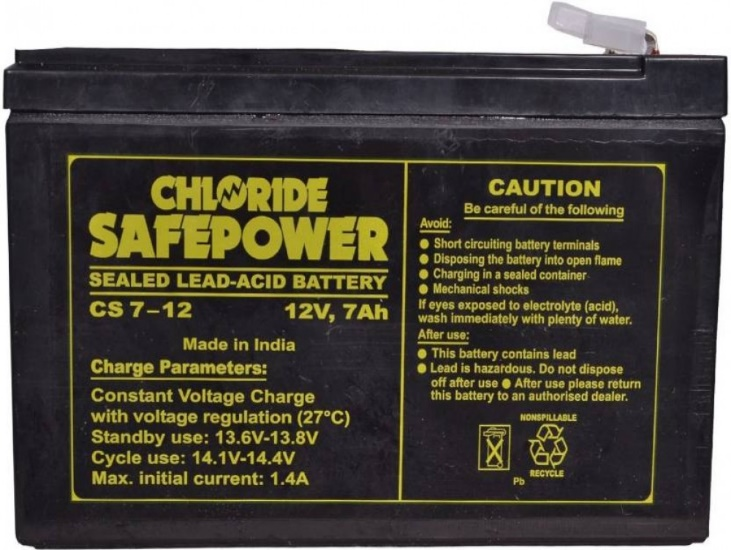 CHLORIDE
SAFEPOWER
SEALED LEAD-ACID BATTERY
CS 7-12 12V, 7Ah
Made in India
Charge Parameters:
Constant Voltage Charge
with voltage regulation (27°C)
Standby use: 13.6V-13.8V
Cycle use: 14.1V-14.4V
Max. initial current: 1.4A
CAUTION
Be careful of the following
Avoid:
● Short circuiting battery terminals
● Disposing the battery into open flame
● Charging in a sealed container
● Mechanical shocks
If eyes exposed to electrolyte (acid),
wash immediately with plenty of water.
After use:
● This battery contains lead
● Lead is hazardous. Do not dispose
off after use ● After use please return
this battery to an authorised dealer.
NONSPILLABLE
Pb
RECYCLE